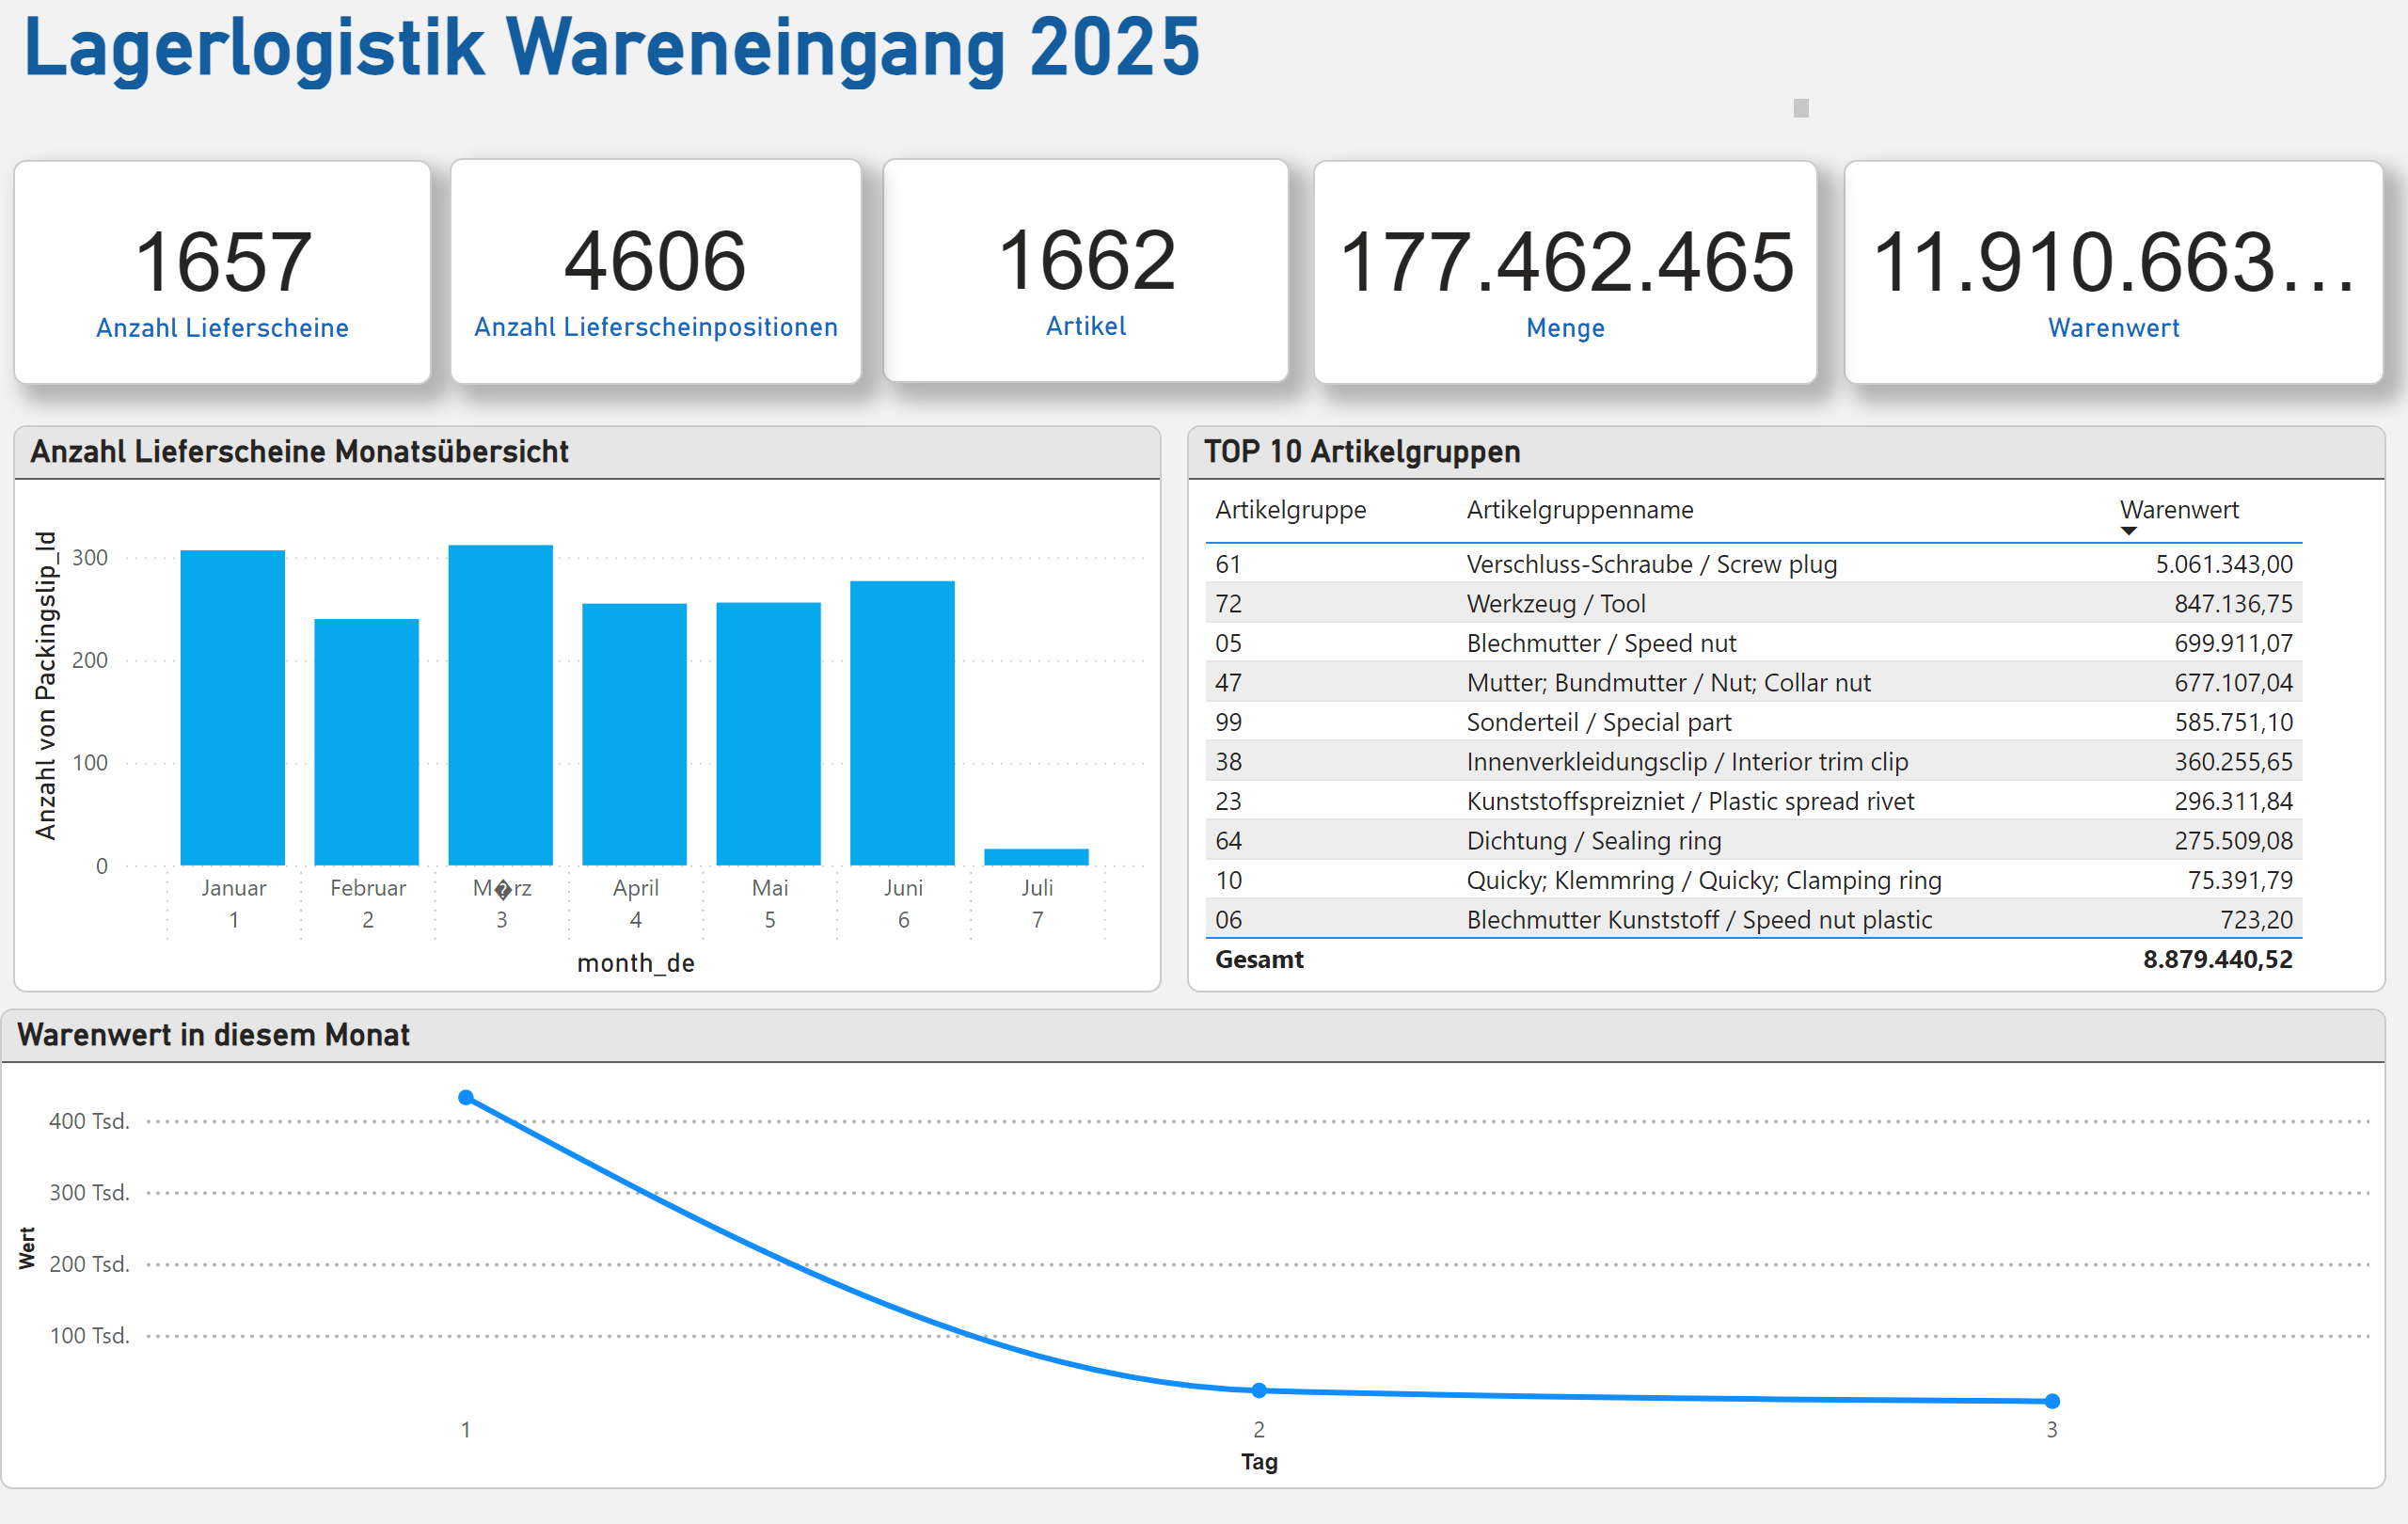 Lagerlogistik Wareneingang 2025
1657
Anzahl Lieferscheine
4606
Anzahl Lieferscheinpositionen
1662
Artikel
177.462.465
Menge
11.910.663...
Warenwert
Anzahl Lieferscheine Monatsübersicht
Anzahl von Packingslip_Id
300
200
100
0
Januar Februar M�rz April Mai Juni Juli
1 2 3 4 5 6 7
month_de
TOP 10 Artikelgruppen
Artikelgruppe Artikelgruppenname Warenwert
61 Verschluss-Schraube / Screw plug 5.061.343,00
72 Werkzeug / Tool 847.136,75
05 Blechmutter / Speed nut 699.911,07
47 Mutter; Bundmutter / Nut; Collar nut 677.107,04
99 Sonderteil / Special part 585.751,10
38 Innenverkleidungsclip / Interior trim clip 360.255,65
23 Kunststoffspreizniet / Plastic spread rivet 296.311,84
64 Dichtung / Sealing ring 275.509,08
10 Quicky; Klemmring / Quicky; Clamping ring 75.391,79
06 Blechmutter Kunststoff / Speed nut plastic 723,20
Gesamt 8.879.440,52
Warenwert in diesem Monat
Wert
400 Tsd.
300 Tsd.
200 Tsd.
100 Tsd.
1 2 3
Tag